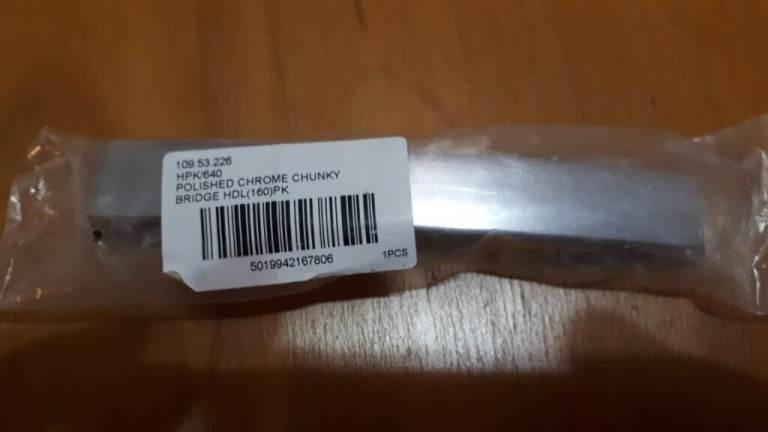 109.53.226
HPK/640
POLISHED CHROME CHUNKY
BRIDGE HDL(160)PK
5019942167806
1PCS